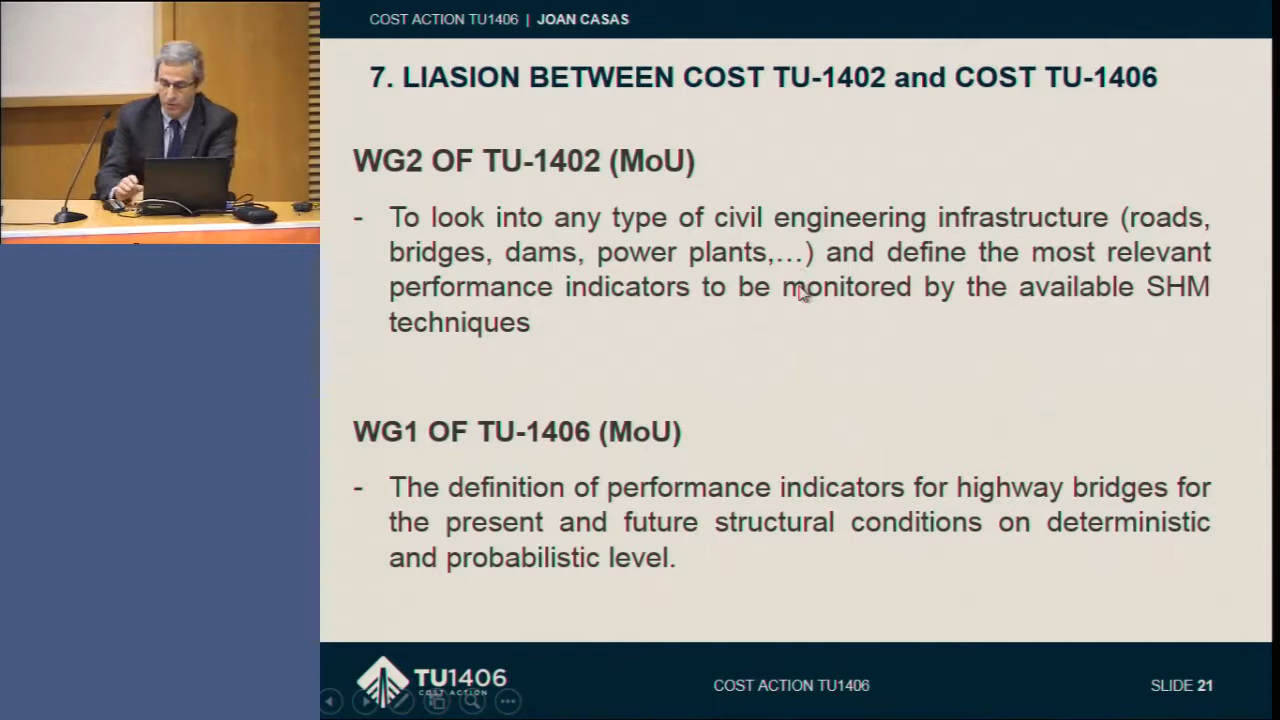 COST ACTION TU1406 | JOAN CASAS
7. LIASION BETWEEN COST TU-1402 and COST TU-1406
WG2 OF TU-1402 (MoU)
- To look into any type of civil engineering infrastructure (roads,
bridges, dams, power plants,...) and define the most relevant
performance indicators to be monitored by the available SHM
techniques
WG1 OF TU-1406 (MoU)
- The definition of performance indicators for highway bridges for
the present and future structural conditions on deterministic
and probabilistic level.
TU1406
COST ACTION
COST ACTION TU1406
SLIDE 21